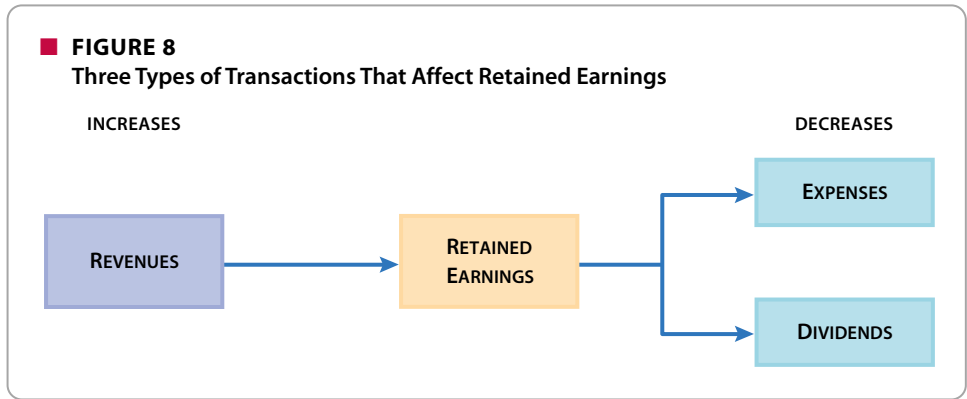 FIGURE 8
Three Types of Transactions That Affect Retained Earnings
INCREASES
DECREASES
REVENUES
RETAINED
EARNINGS
EXPENSES
DIVIDENDS